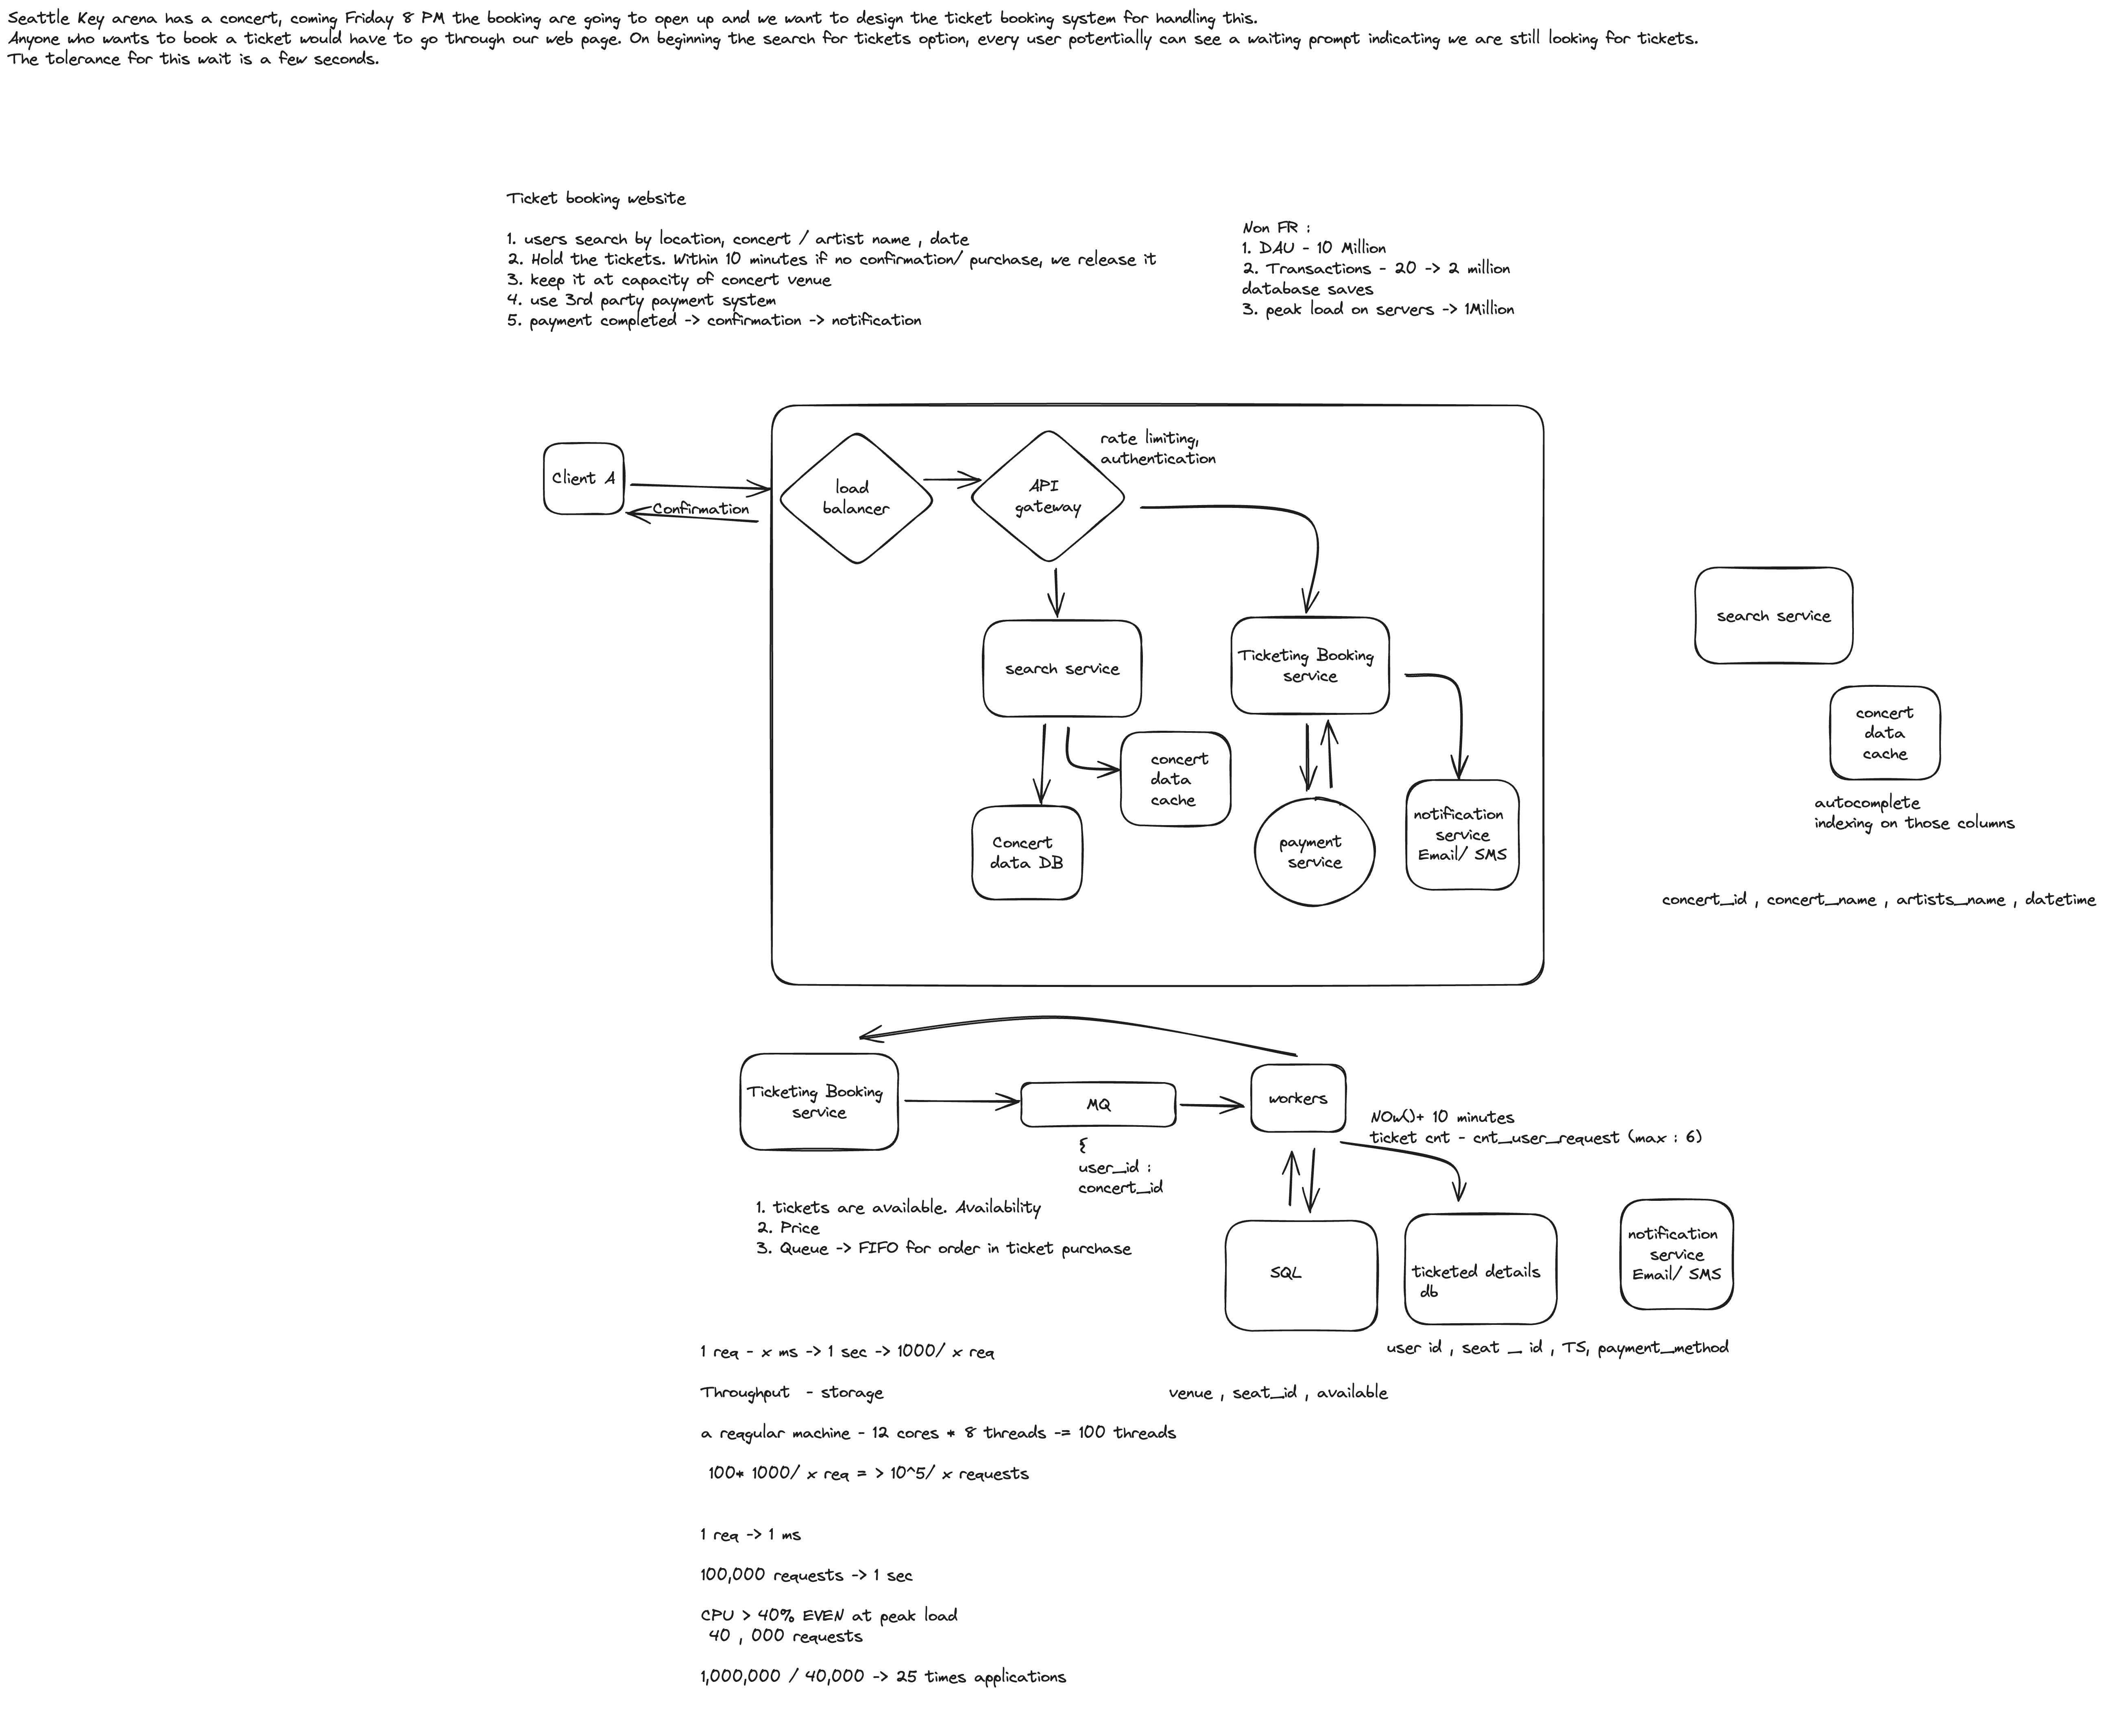 Seattle Key arena has a concert, coming Friday 8 PM the booking are going to open up and we want to design the ticket booking system for handling this.
Anyone who wants to book a ticket would have to go through our web page. On beginning the search for tickets option, every user potentially can see a waiting prompt indicating we are still looking for tickets.
The tolerance for this wait is a few seconds.
Ticket booking website
1. users search by location, concert / artist name , date
2. Hold the tickets. Within 10 minutes if no confirmation/ purchase, we release it
3. keep it at capacity of concert venue
4. use 3rd party payment system
5. payment completed -> confirmation -> notification
Non FR :
1. DAU - 10 Million
2. Transactions - 20 -> 2 million
database saves
3. peak load on servers -> 1Million
Client A
Confirmation
load
balancer
API
gateway
rate limiting,
authentication
search service
Ticketing Booking
service
concert
data
cache
Concert
data DB
payment
service
notification
service
Email/ SMS
search service
concert
data
cache
autocomplete
indexing on those columns
concert_id , concert_name , artists_name , datetime
Ticketing Booking
service
MQ
workers
{
user_id :
concert_id
NOw()+ 10 minutes
ticket cnt - cnt_user_request (max : 6)
1. tickets are available. Availability
2. Price
3. Queue -> FIFO for order in ticket purchase
SQL
ticketed details
db
notification
service
Email/ SMS
user id , seat _ id , TS, payment_method
venue , seat_id , available
1 req - x ms -> 1 sec -> 1000/ x req
Throughput - storage
a reqgular machine - 12 cores * 8 threads -= 100 threads
100* 1000/ x req = > 10^5/ x requests
1 req -> 1 ms
100,000 requests -> 1 sec
CPU > 40% EVEN at peak load
40 , 000 requests
1,000,000 / 40,000 -> 25 times applications